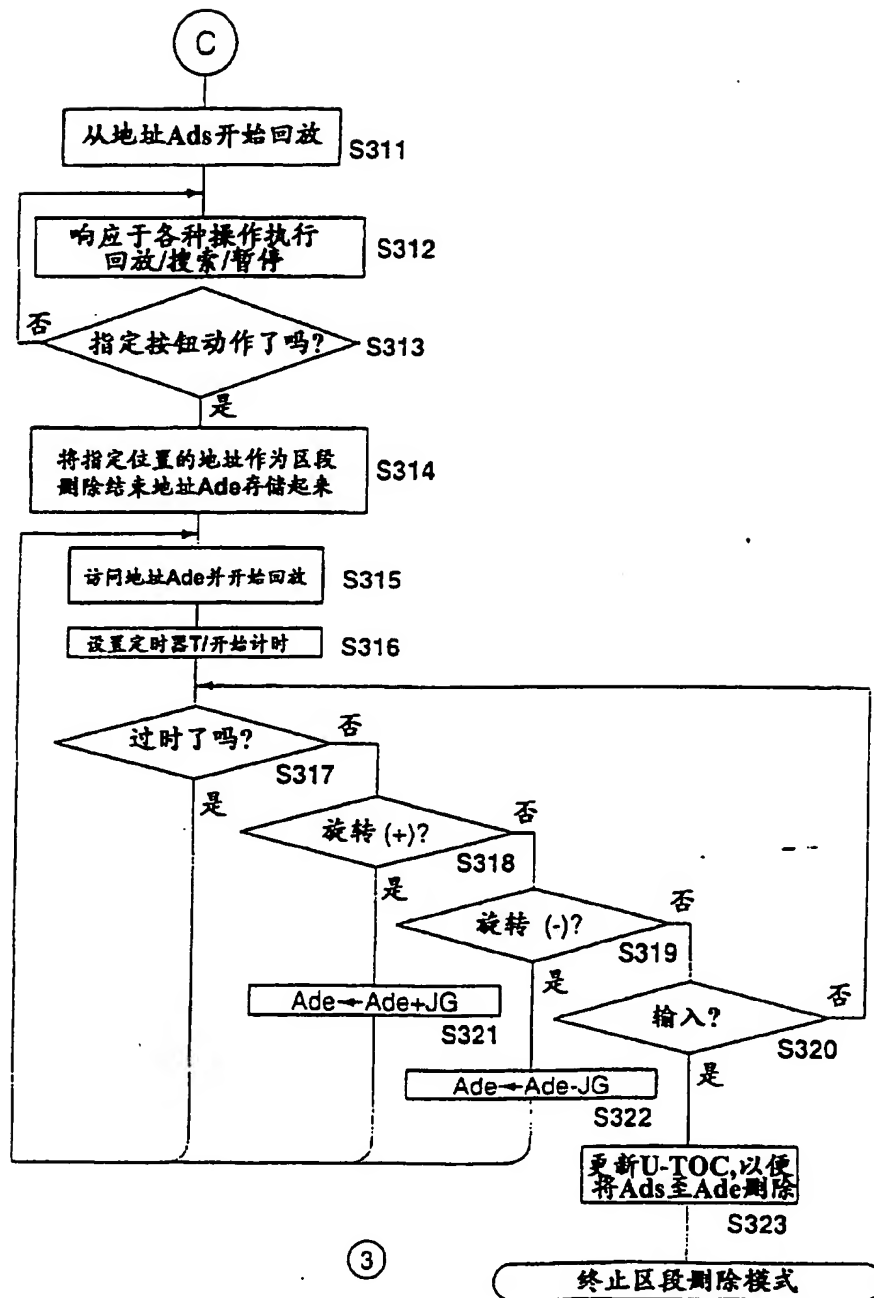 C
从地址Ads开始回放
S311
响应于各种操作执行
回放/搜索/暂停
S312
否
指定按钮动作了吗?
S313
是
将指定位置的地址作为区段
删除结束地址Ade存储起来
S314
访问地址Ade并开始回放
S315
设置定时器T/开始计时
S316
过时了吗?
否
S317
是
旋转 (+)?
否
S318
是
旋转 (-)?
否
S319
是
Ade←Ade+JG
S321
输入?
否
S320
是
Ade←Ade-JG
S322
更新U-TOC,以便
将Ads至Ade删除
S323
3
终止区段删除模式